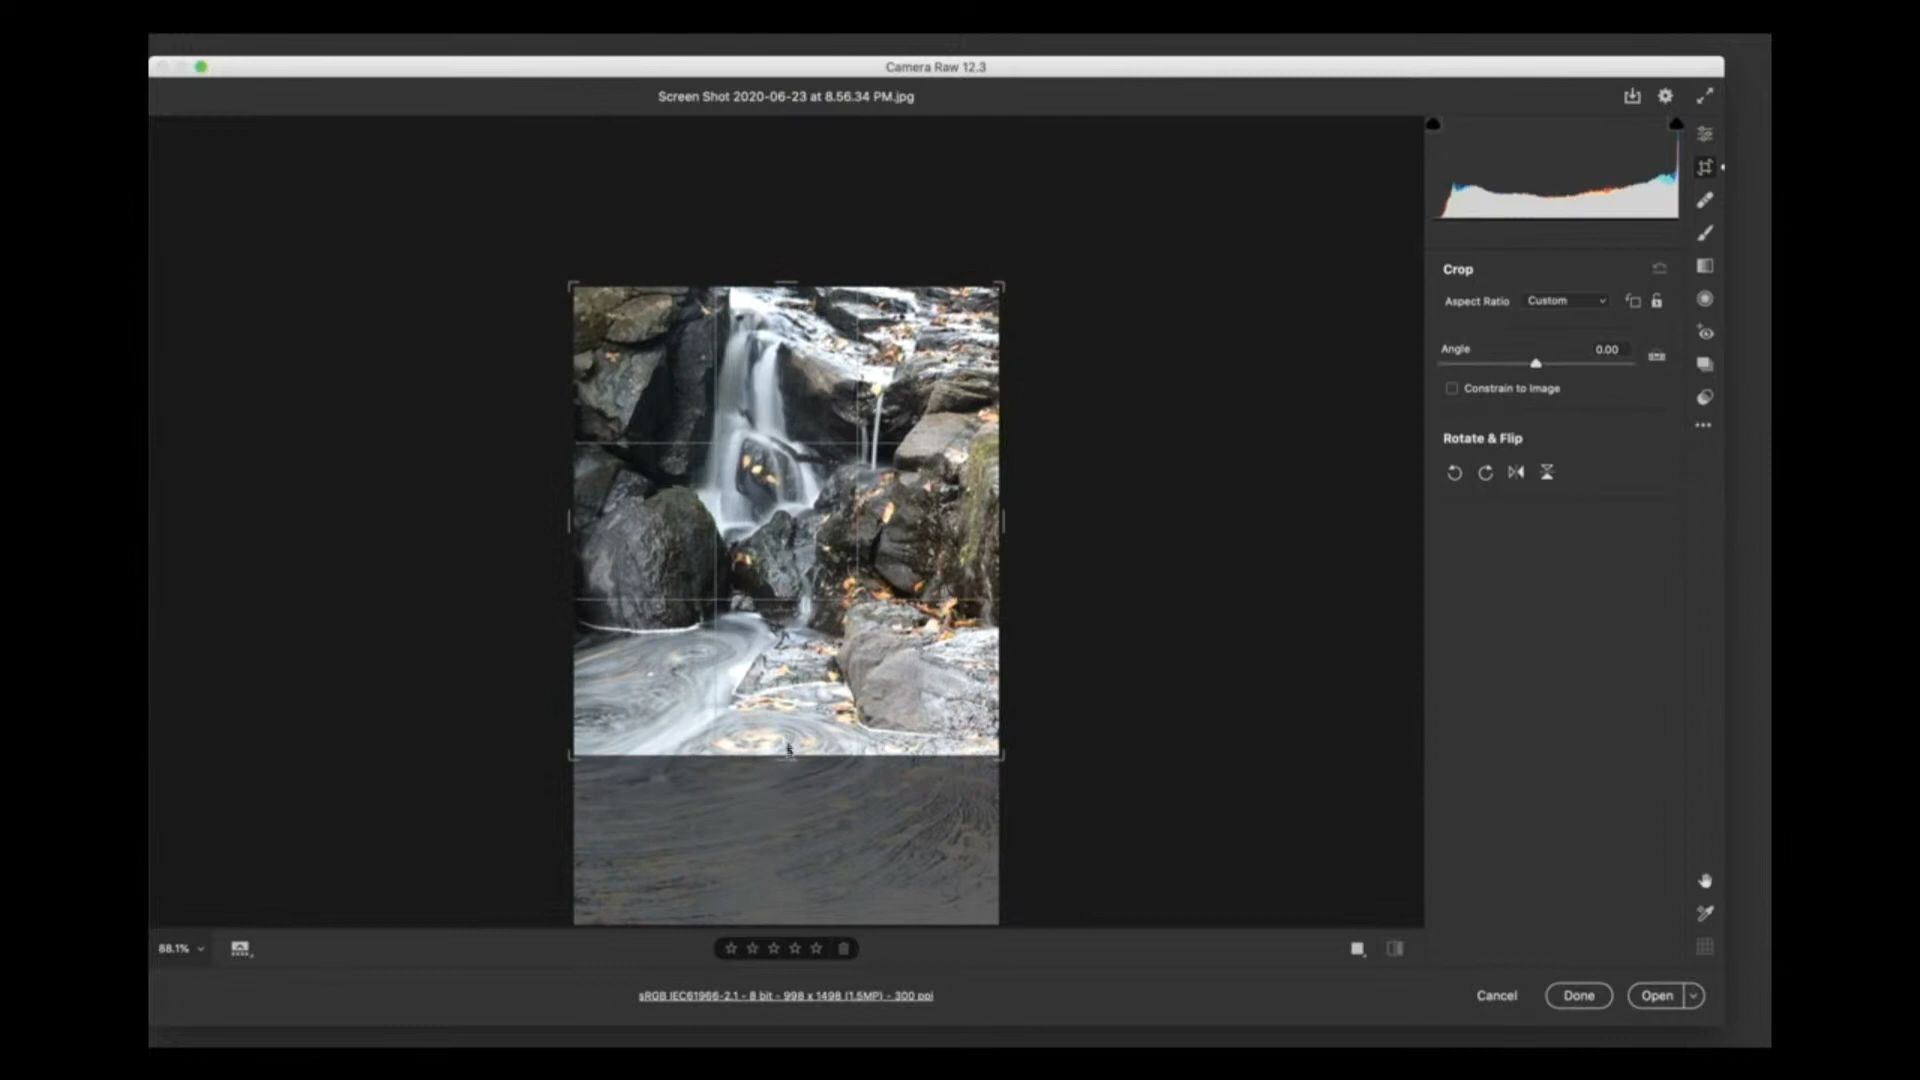 Camera Raw 12.3
Screen Shot 2020-06-23 at 8.56.34 PM.jpg
Crop
Aspect Ratio Custom
Angle 0.00
Constrain to Image
Rotate & Flip
68.1%
sRGB IEC61966-2.1 - 8 bit - 998 x 1498 (1.5MP) - 300 ppi
Cancel Done Open